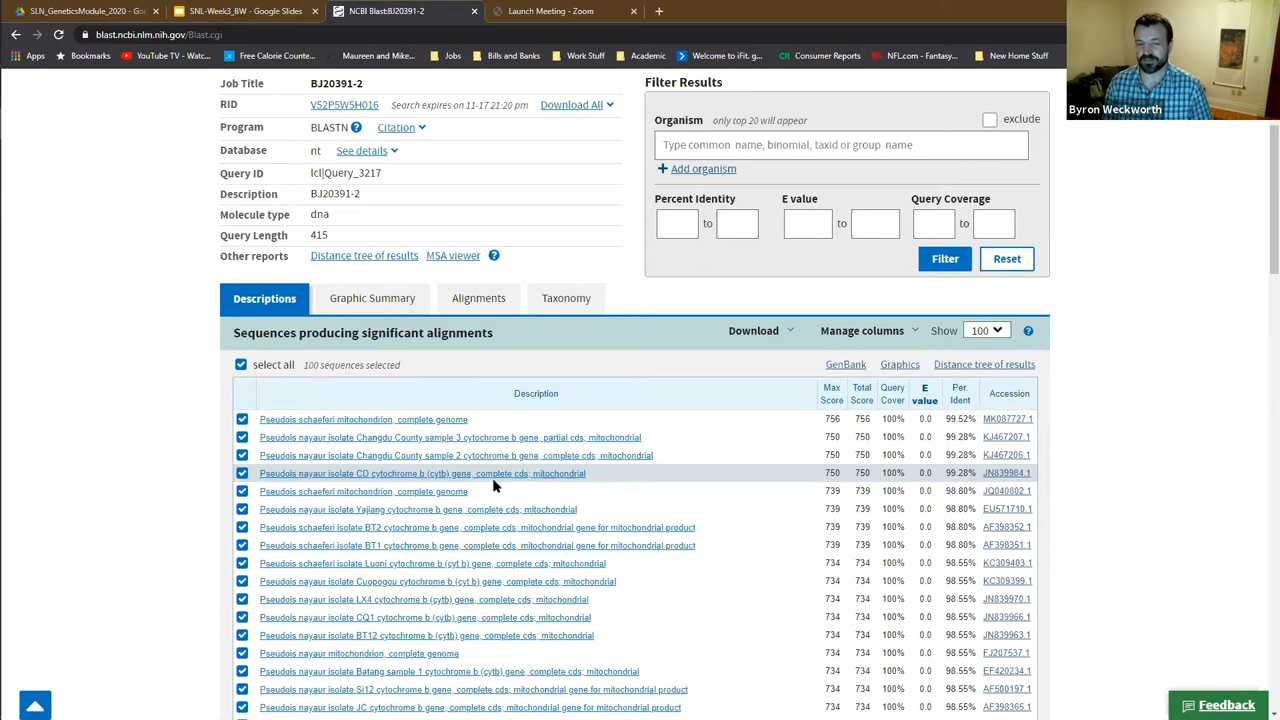 SLN_GeneticsModule_2020 - Goo
SNL-Week3_BW - Google Slides
NCBI Blast:BJ20391-2
Launch Meeting - Zoom
blast.ncbi.nlm.nih.gov/Blast.cgi
Apps
Bookmarks
YouTube - Watc...
Free Calorie Counte...
Maureen and Mike...
Jobs
Bills and Banks
Work Stuff
Academic
Welcome to iFit. g...
CR Consumer Reports
NFL.com - Fantasy...
New Home Stuff
Byron Weckworth
Job Title BJ20391-2
RID V52P5W5H016 Search expires on 11-17 21:20 pm Download All
Program BLASTN ? Citation
Database nt See details
Query ID lcl|Query_3217
Description BJ20391-2
Molecule type dna
Query Length 415
Other reports Distance tree of results MSA viewer ?
Filter Results
Organism only top 20 will appear exclude
Type common name, binomial, taxid or group name
+ Add organism
Percent Identity E value Query Coverage
to to to
Filter Reset
Descriptions Graphic Summary Alignments Taxonomy
Sequences producing significant alignments Download Manage columns Show 100 ?
select all 100 sequences selected GenBank Graphics Distance tree of results
Description Max Score Total Score Query Cover E value Per. Ident Accession
Pseudois schaeferi mitochondrion, complete genome 756 756 100% 0.0 99.52% MK087727.1
Pseudois nayaur isolate Changdu County sample 3 cytochrome b gene, partial cds; mitochondrial 750 750 100% 0.0 99.28% KJ467207.1
Pseudois nayaur isolate Changdu County sample 2 cytochrome b gene, complete cds; mitochondrial 750 750 100% 0.0 99.28% KJ467206.1
Pseudois nayaur isolate CD cytochrome b (cytb) gene, complete cds; mitochondrial 750 750 100% 0.0 99.28% JN839984.1
Pseudois schaeferi mitochondrion, complete genome 739 739 100% 0.0 98.80% JQ040802.1
Pseudois nayaur isolate Yajiang cytochrome b gene, complete cds; mitochondrial 739 739 100% 0.0 98.80% EU571710.1
Pseudois schaeferi isolate BT2 cytochrome b gene, complete cds; mitochondrial gene for mitochondrial product 739 739 100% 0.0 98.80% AF398352.1
Pseudois schaeferi isolate BT1 cytochrome b gene, complete cds; mitochondrial gene for mitochondrial product 739 739 100% 0.0 98.80% AF398351.1
Pseudois schaeferi isolate Luoni cytochrome b (cyt b) gene, complete cds; mitochondrial 734 734 100% 0.0 98.55% KC309403.1
Pseudois nayaur isolate Cuopogou cytochrome b (cyt b) gene, complete cds; mitochondrial 734 734 100% 0.0 98.55% KC309399.1
Pseudois nayaur isolate LX4 cytochrome b (cytb) gene, complete cds; mitochondrial 734 734 100% 0.0 98.55% JN839970.1
Pseudois nayaur isolate CQ1 cytochrome b (cytb) gene, complete cds; mitochondrial 734 734 100% 0.0 98.55% JN839966.1
Pseudois nayaur isolate BT12 cytochrome b (cytb) gene, complete cds; mitochondrial 734 734 100% 0.0 98.55% JN839963.1
Pseudois nayaur mitochondrion, complete genome 734 734 100% 0.0 98.55% FJ207537.1
Pseudois nayaur isolate Batang sample 1 cytochrome b (cytb) gene, complete cds; mitochondrial 734 734 100% 0.0 98.55% EF420234.1
Pseudois nayaur isolate Si12 cytochrome b gene, complete cds; mitochondrial gene for mitochondrial product 734 734 100% 0.0 98.55% AF500197.1
Pseudois nayaur isolate JC cytochrome b gene, complete cds; mitochondrial gene for mitochondrial product 734 734 100% 0.0 98.55% AF398365.1
Feedback